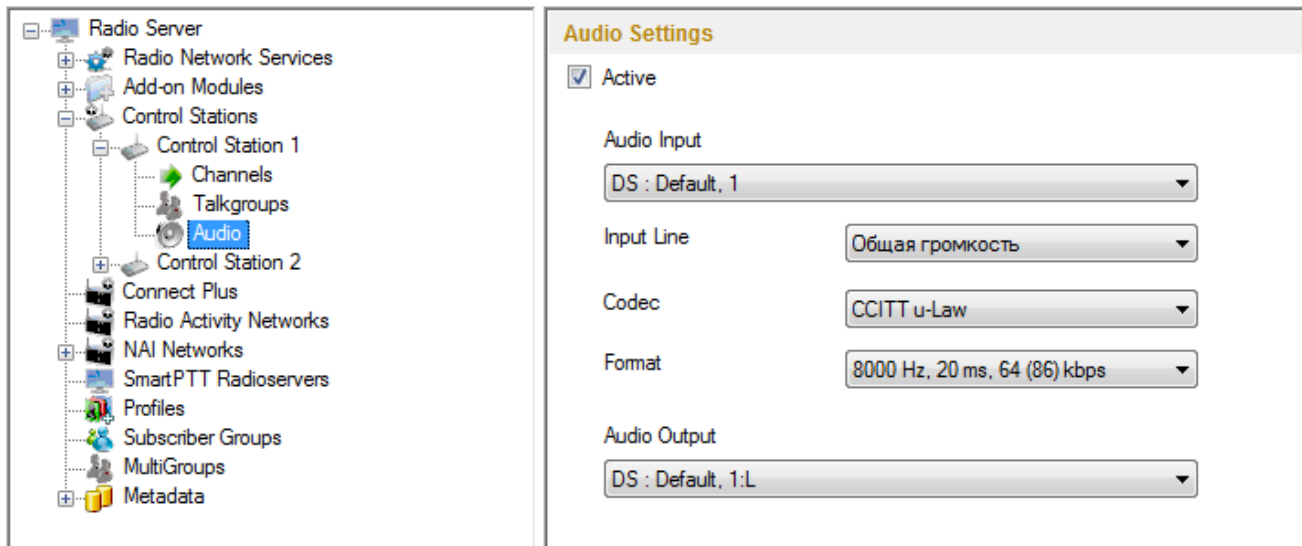 Radio Server
Radio Network Services
Add-on Modules
Control Stations
Control Station 1
Channels
Talkgroups
Audio
Control Station 2
Connect Plus
Radio Activity Networks
NAI Networks
SmartPTT Radioservers
Profiles
Subscriber Groups
MultiGroups
Metadata
Audio Settings
Active
Audio Input
DS : Default, 1
Input Line
Общая громкость
Codec
CCITT u-Law
Format
8000 Hz, 20 ms, 64 (86) kbps
Audio Output
DS : Default, 1:L